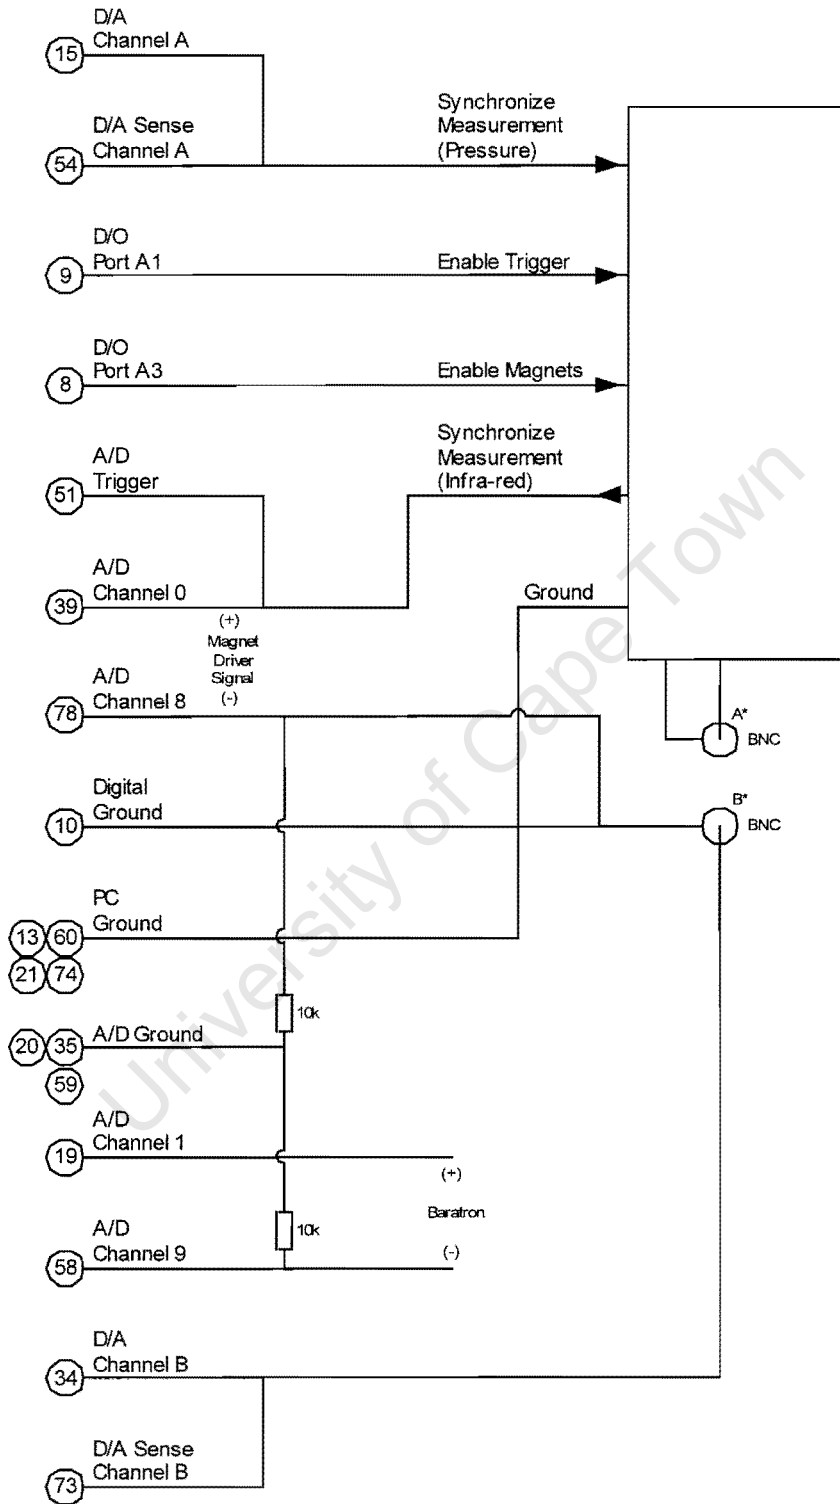 D/A
Channel A
15
D/A Sense
Channel A
54
Synchronize
Measurement
(Pressure)
D/O
Port A1
9
Enable Trigger
D/O
Port A3
8
Enable Magnets
A/D
Trigger
51
Synchronize
Measurement
(Infra-red)
A/D
Channel 0
39
Ground
(+)
Magnet
Driver
Signal
(-)
A/D
Channel 8
78
A*
BNC
Digital
Ground
10
B*
BNC
PC
Ground
13 60
21 74
10k
A/D Ground
20 35
59
A/D
Channel 1
19
(+)
Baratron
(-)
10k
A/D
Channel 9
58
D/A
Channel B
34
D/A Sense
Channel B
73
University of Cape Town